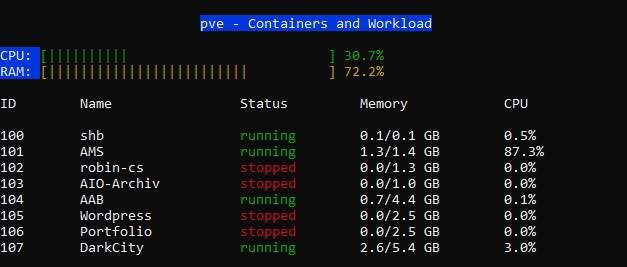 pve - Containers and Workload
CPU: [||||||||||                          ] 30.7%
RAM: [|||||||||||||||||||||||||           ] 72.2%
ID Name Status Memory CPU
100 shb running 0.1/0.1 GB 0.5%
101 AMS running 1.3/1.4 GB 87.3%
102 robin-cs stopped 0.0/1.3 GB 0.0%
103 AIO-Archiv stopped 0.0/1.0 GB 0.0%
104 AAB running 0.7/4.4 GB 0.1%
105 Wordpress stopped 0.0/2.5 GB 0.0%
106 Portfolio stopped 0.0/2.5 GB 0.0%
107 DarkCity running 2.6/5.4 GB 3.0%